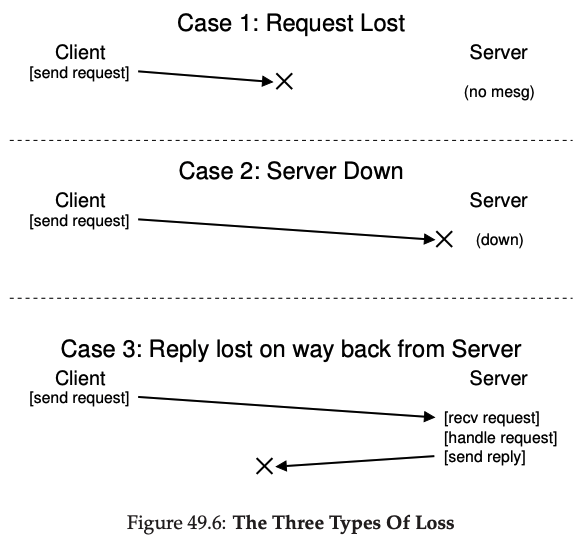 Case 1: Request Lost
Client Server
[send request]
(no mesg)
Case 2: Server Down
Client Server
[send request]
(down)
Case 3: Reply lost on way back from Server
Client Server
[send request]
[recv request]
[handle request]
[send reply]
Figure 49.6: The Three Types Of Loss